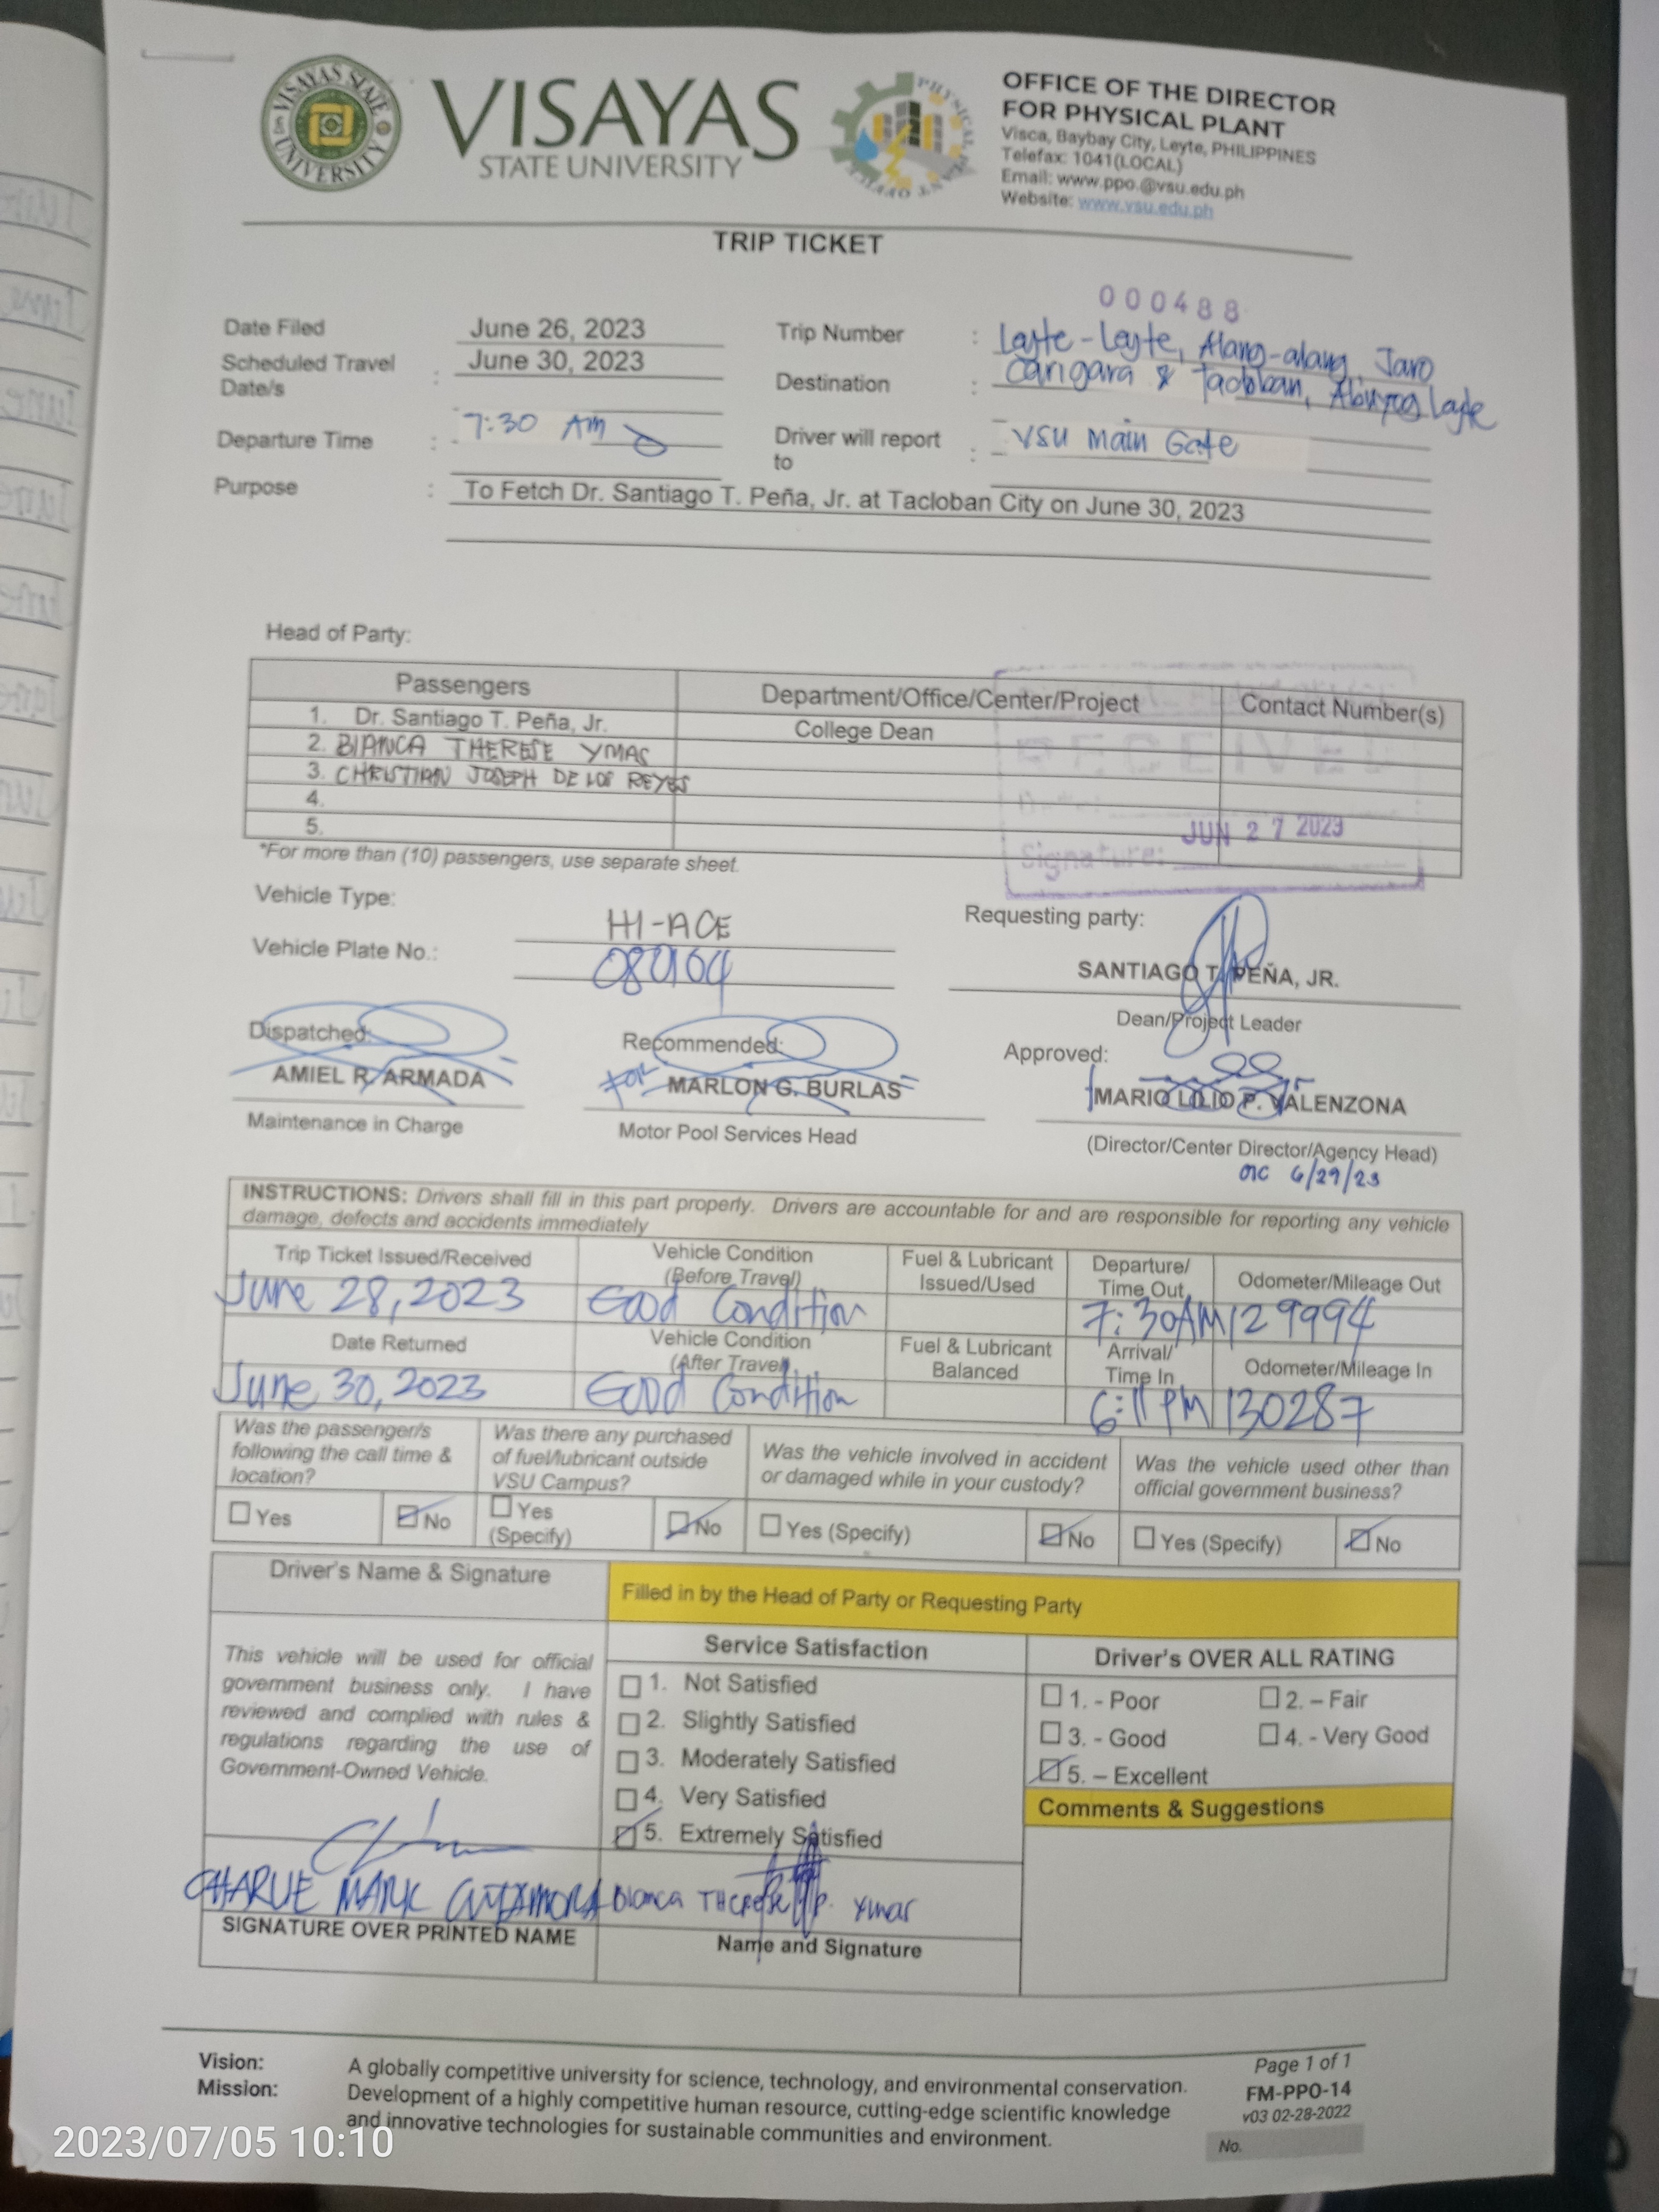 VISAYAS STATE UNIVERSITY
VISAYAS
STATE UNIVERSITY
PHYSICAL PLANT OFFICE
OFFICE OF THE DIRECTOR
FOR PHYSICAL PLANT
Visca, Baybay City, Leyte, PHILIPPINES
Telefax: 1041(LOCAL)
Email: www.ppo.@vsu.edu.ph
Website: www.vsu.edu.ph
TRIP TICKET
000488
Date Filed June 26, 2023 Trip Number : Leyte-Leyte, Alang-alang, Jaro
Scheduled Travel Date/s : June 30, 2023 Destination : Carigara & Tacloban, Abuyog Leyte
Departure Time : 7:30 AM Driver will report to : VSU Main Gate
Purpose : To Fetch Dr. Santiago T. Peña, Jr. at Tacloban City on June 30, 2023
Head of Party:
Passengers Department/Office/Center/Project Contact Number(s)
1. Dr. Santiago T. Peña, Jr. College Dean
2. BIANCA THERESE YMAS
3. CHRISTIAN JOSEPH DE LOS REYES
4.
5.
RECEIVED
JUN 27 2023
Signature:
*For more than (10) passengers, use separate sheet.
Vehicle Type: HI-ACE
Vehicle Plate No.:
Requesting party:
SANTIAGO T. PEÑA, JR.
Dean/Project Leader
Dispatched: Recommended: Approved:
AMIEL R. ARMADA for MARLON G. BURLAS MARIO LILIO P. VALENZONA
Maintenance in Charge Motor Pool Services Head (Director/Center Director/Agency Head)
OIC 6/29/23
INSTRUCTIONS: Drivers shall fill in this part properly. Drivers are accountable for and are responsible for reporting any vehicle
damage, defects and accidents immediately
Trip Ticket Issued/Received Vehicle Condition (Before Travel) Fuel & Lubricant Issued/Used Departure/ Time Out Odometer/Mileage Out
June 28, 2023 Good Condition 7:30AM 129994
Date Returned Vehicle Condition (After Travel) Fuel & Lubricant Balanced Arrival/ Time In Odometer/Mileage In
June 30, 2023 Good Condition 6:11 PM 130287
Was the passenger/s following the call time & location? Was there any purchased of fuel/lubricant outside VSU Campus? Was the vehicle involved in accident or damaged while in your custody? Was the vehicle used other than official government business?
Yes No Yes (Specify) No Yes (Specify) No Yes (Specify) No
Driver's Name & Signature
Filled in by the Head of Party or Requesting Party
This vehicle will be used for official
government business only. I have
reviewed and complied with rules &
regulations regarding the use of
Government-Owned Vehicle.
Service Satisfaction
1. Not Satisfied
2. Slightly Satisfied
3. Moderately Satisfied
4. Very Satisfied
5. Extremely Satisfied
Driver's OVER ALL RATING
1. - Poor 2. – Fair
3. - Good 4. - Very Good
5. – Excellent
Comments & Suggestions
CHARLIE MARK
SIGNATURE OVER PRINTED NAME
Bianca Therese P. Ymas
Name and Signature
Vision: A globally competitive university for science, technology, and environmental conservation.
Mission: Development of a highly competitive human resource, cutting-edge scientific knowledge
and innovative technologies for sustainable communities and environment.
Page 1 of 1
FM-PPO-14
v03 02-28-2022
No.
2023/07/05 10:10